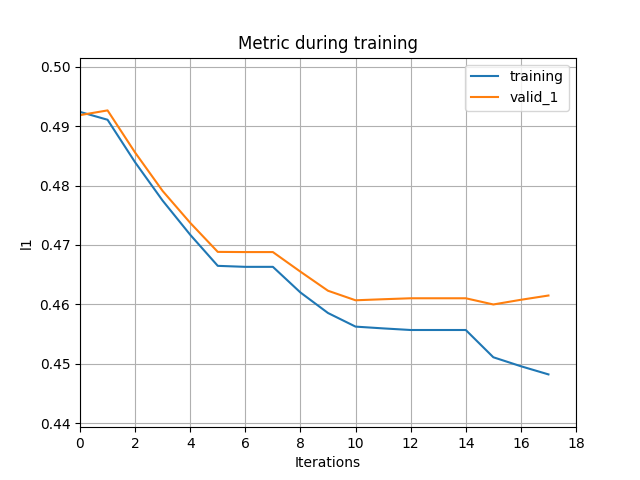 Metric during training
training
valid_1
0.50
0.49
0.48
0.47
0.46
0.45
0.44
l1
0 2 4 6 8 10 12 14 16 18
Iterations